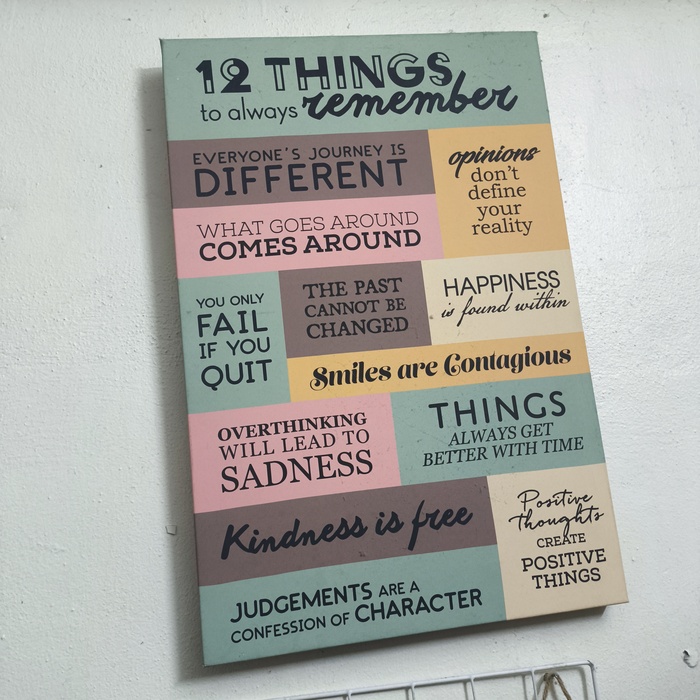 12 THINGS
to always remember
EVERYONE'S JOURNEY IS
DIFFERENT
opinions
don't
define
your
reality
WHAT GOES AROUND
COMES AROUND
YOU ONLY
FAIL
IF YOU
QUIT
THE PAST
CANNOT BE
CHANGED
HAPPINESS
is found within
Smiles are Contagious
OVERTHINKING
WILL LEAD TO
SADNESS
THINGS
ALWAYS GET
BETTER WITH TIME
Kindness is free
Positive
thoughts
CREATE
POSITIVE
THINGS
JUDGEMENTS ARE A
CONFESSION OF CHARACTER